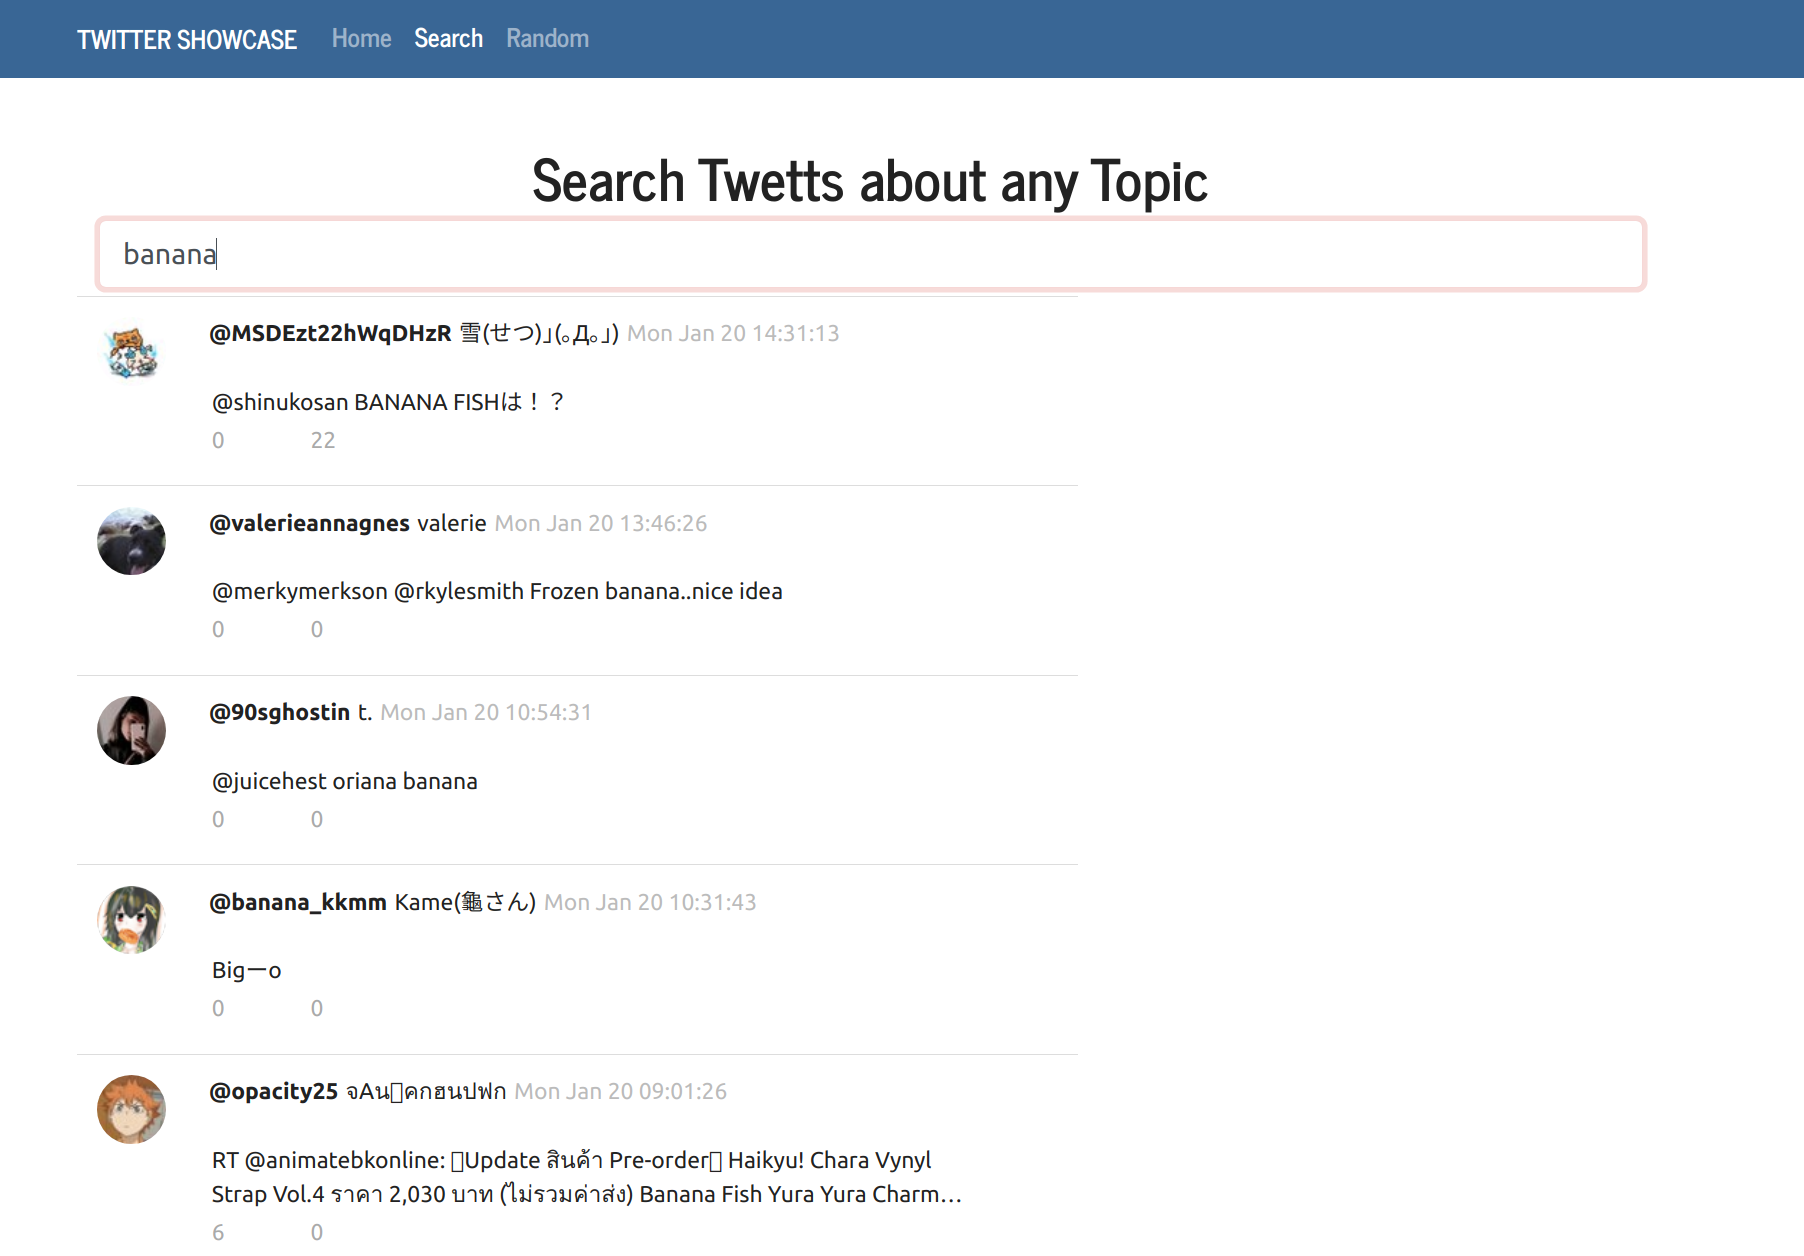 TWITTER SHOWCASE Home Search Random
Search Twetts about any Topic
banana
@MSDEzt22hWqDHzR 雪(せつ)｣(｡Д｡｣) Mon Jan 20 14:31:13
@shinukosan BANANA FISHは！？
0 22
@valerieannagnes valerie Mon Jan 20 13:46:26
@merkymerkson @rkylesmith Frozen banana..nice idea
0 0
@90sghostin t. Mon Jan 20 10:54:31
@juicehest oriana banana
0 0
@banana_kkmm Kame(龜さん) Mon Jan 20 10:31:43
Bigーo
0 0
@opacity25 จAน▯คกฮนปฟก Mon Jan 20 09:01:26
RT @animatebkonline: ▯Update สินค้า Pre-order▯ Haikyu! Chara Vynyl
Strap Vol.4 ราคา 2,030 บาท (ไม่รวมค่าส่ง) Banana Fish Yura Yura Charm…
6 0